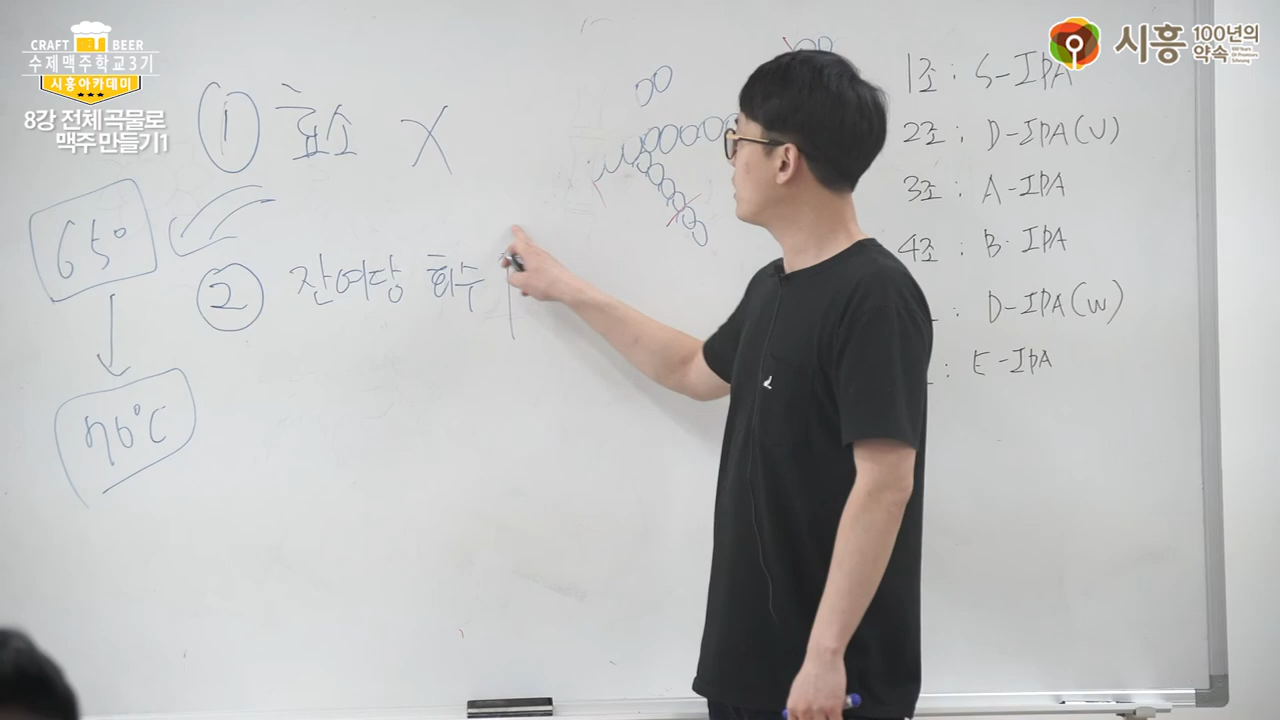 CRAFT BEER
수제맥주학교3기
시흥아카데미
8강 전체곡물로
맥주 만들기1
시흥 100년의
약속
① 효소 X
65°
② 잔여당 회수 ↑
76°C
1조 : S-IPA
2조 : D-IPA(U)
3조 : A-IPA
4조 : B-IPA
: D-IPA(W)
: E-IPA